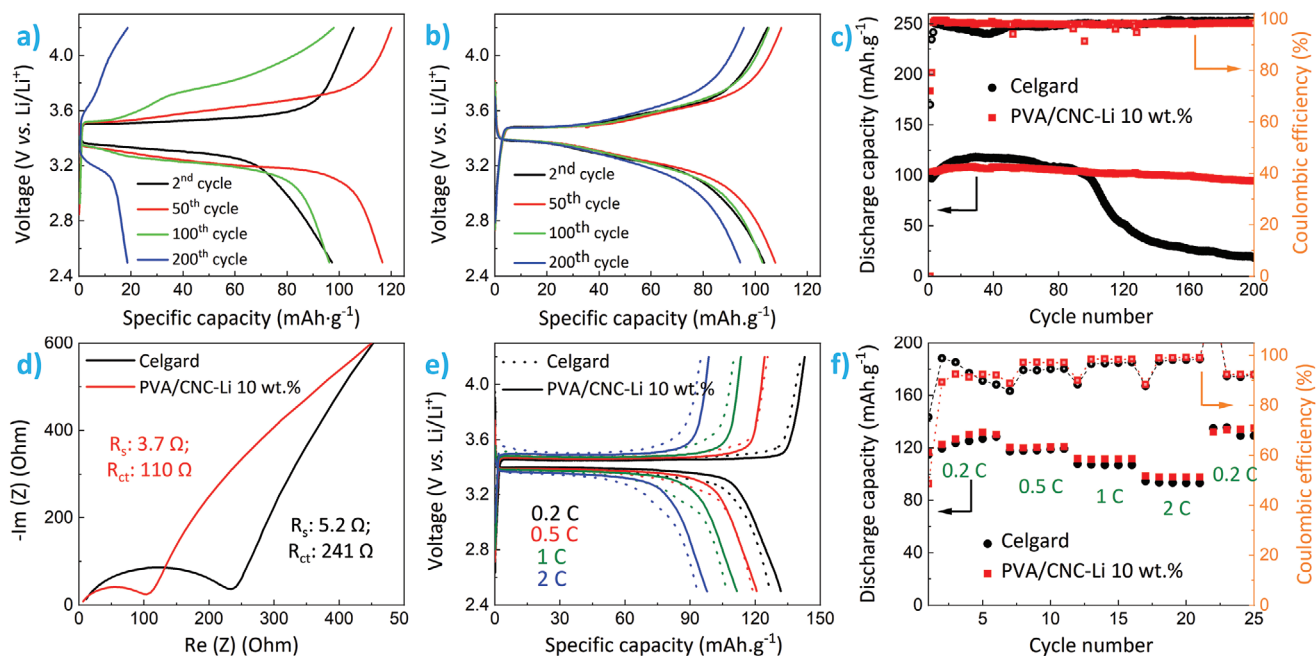 a)
4.2
3.6
3.2
2.8
2.4
Voltage (V vs. Li/Li⁺)
2ⁿᵈ cycle
50ᵗʰ cycle
100ᵗʰ cycle
200ᵗʰ cycle
0 20 40 60 80 100 120
Specific capacity (mAh·g⁻¹)
b)
4.2
3.6
3.2
2.8
2.4
Voltage (V vs. Li/Li⁺)
2ⁿᵈ cycle
50ᵗʰ cycle
100ᵗʰ cycle
200ᵗʰ cycle
0 20 40 60 80 100 120
Specific capacity (mAh.g⁻¹)
c)
250
200
150
100
50
0
Discharge capacity (mAh.g⁻¹)
Celgard
PVA/CNC-Li 10 wt.%
100
80
60
40
20
0
Coulombic efficiency (%)
0 40 80 120 160 200
Cycle number
d)
600
400
200
0
-Im (Z) (Ohm)
Celgard
PVA/CNC-Li 10 wt.%
Rₛ: 3.7 Ω;
R꜀ₜ: 110 Ω
Rₛ: 5.2 Ω;
R꜀ₜ: 241 Ω
0 100 200 300 400 50
Re (Z) (Ohm)
e)
4.2
3.6
3.2
2.8
2.4
Voltage (V vs. Li/Li⁺)
Celgard
PVA/CNC-Li 10 wt.%
0.2 C
0.5 C
1 C
2 C
0 30 60 90 120 150
Specific capacity (mAh.g⁻¹)
f)
200
160
120
80
40
0
Discharge capacity (mAh.g⁻¹)
0.2 C
0.5 C
1 C
2 C
0.2 C
Celgard
PVA/CNC-Li 10 wt.%
100
80
60
40
20
0
Coulombic efficiency (%)
5 10 15 20 25
Cycle number